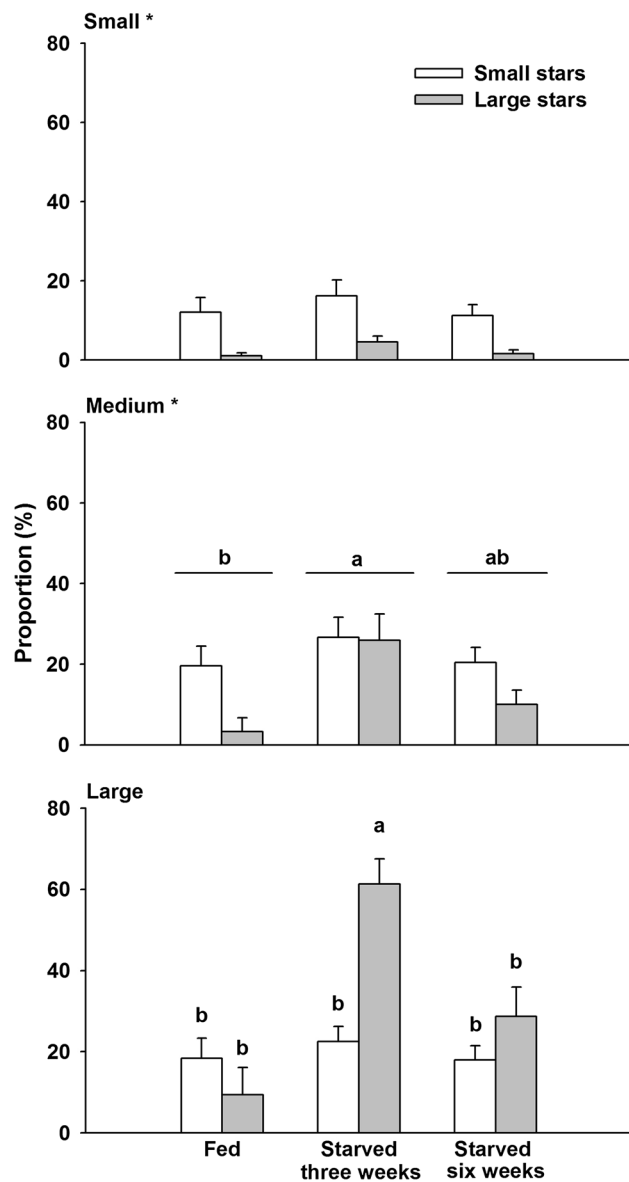 Small *
80
60
40
20
0
Small stars
Large stars
Medium *
80
60
40
20
0
b
a
ab
Proportion (%)
Large
80
60
40
20
0
b
b
b
a
b
b
Fed
Starved
three weeks
Starved
six weeks